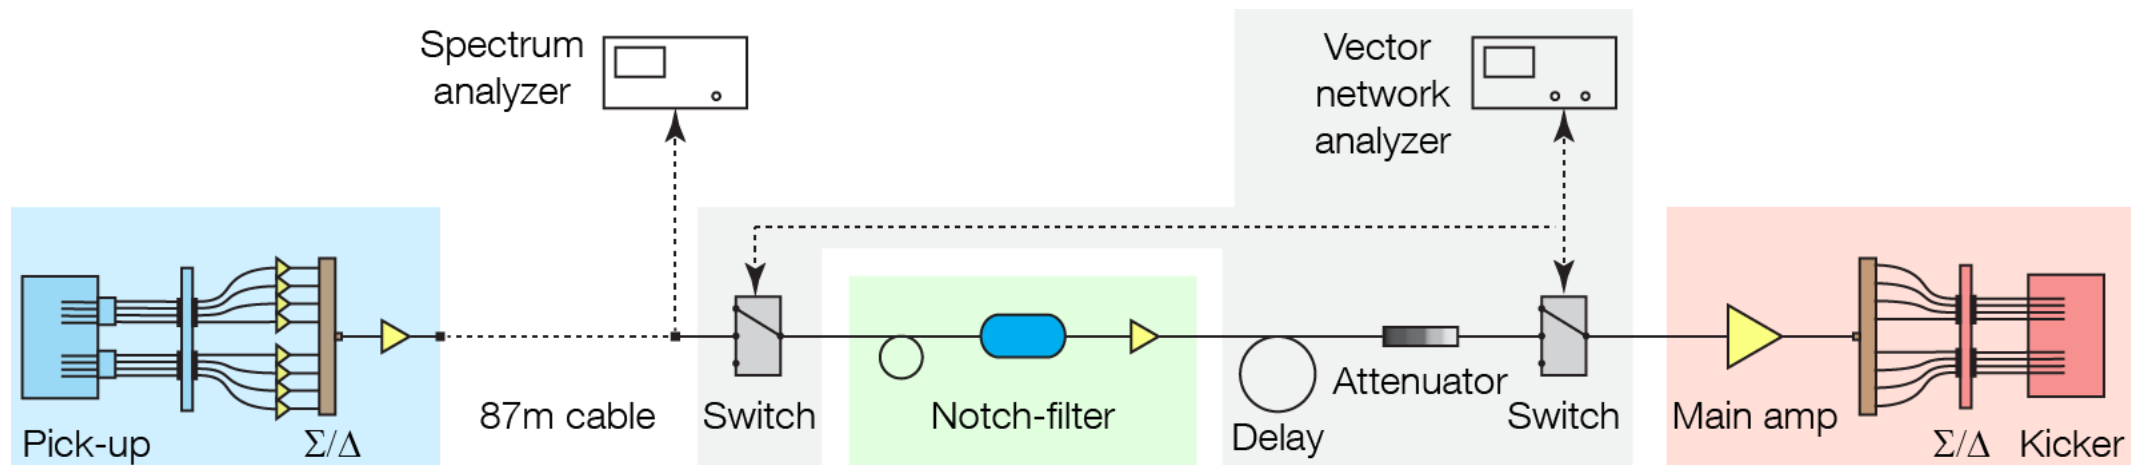 Spectrum
analyzer
Vector
network
analyzer
Pick-up
Σ/Δ
87m cable
Switch
Notch-filter
Delay
Attenuator
Switch
Main amp
Σ/Δ
Kicker